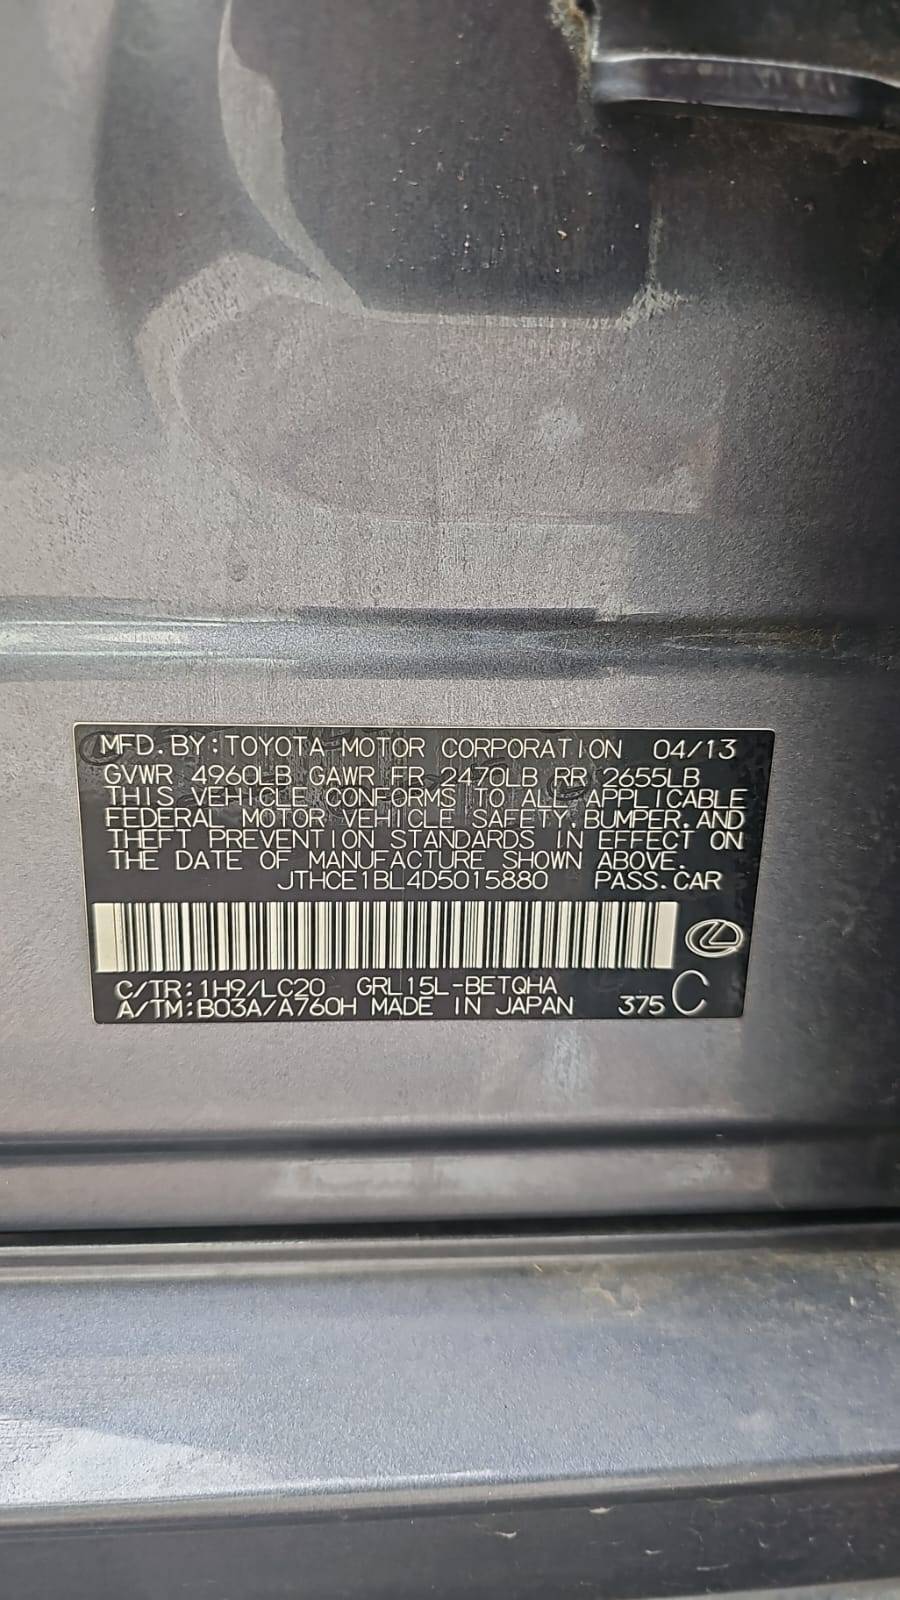 MFD. BY: TOYOTA MOTOR CORPORATION 04/13
GVWR 4960LB GAWR FR 2470LB RR 2655LB
THIS VEHICLE CONFORMS TO ALL APPLICABLE
FEDERAL MOTOR VEHICLE SAFETY, BUMPER, AND
THEFT PREVENTION STANDARDS IN EFFECT ON
THE DATE OF MANUFACTURE SHOWN ABOVE.
JTHCE1BL4D5015880 PASS. CAR
C/TR: 1H9/LC20 GRL15L-BETQHA
A/TM: B03A/A760H MADE IN JAPAN 375 C